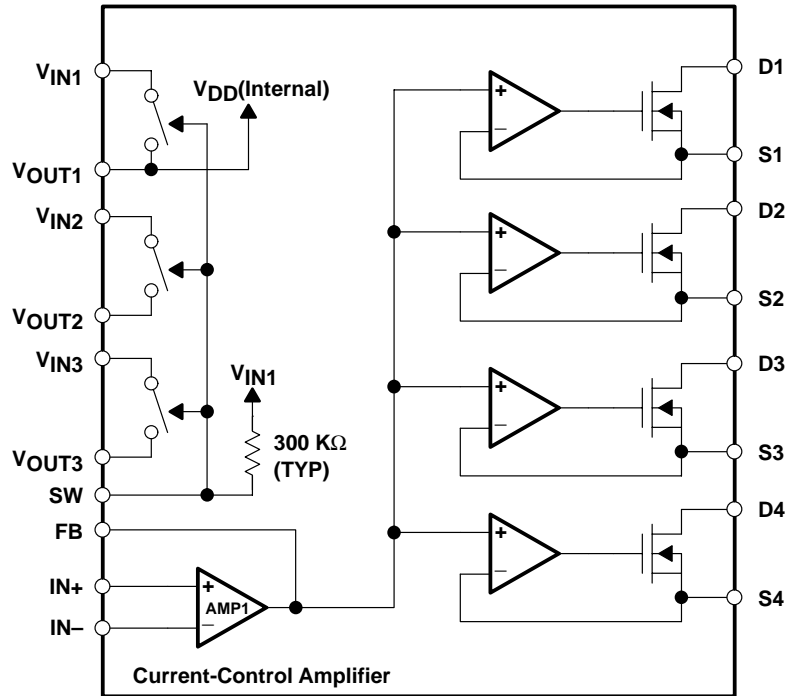 VIN1
VDD(Internal)
VOUT1
VIN2
VOUT2
VIN3
VIN1
300 KΩ
(TYP)
VOUT3
SW
FB
IN+
IN–
+
–
AMP1
Current-Control Amplifier
+
–
D1
S1
+
–
D2
S2
+
–
D3
S3
+
–
D4
S4